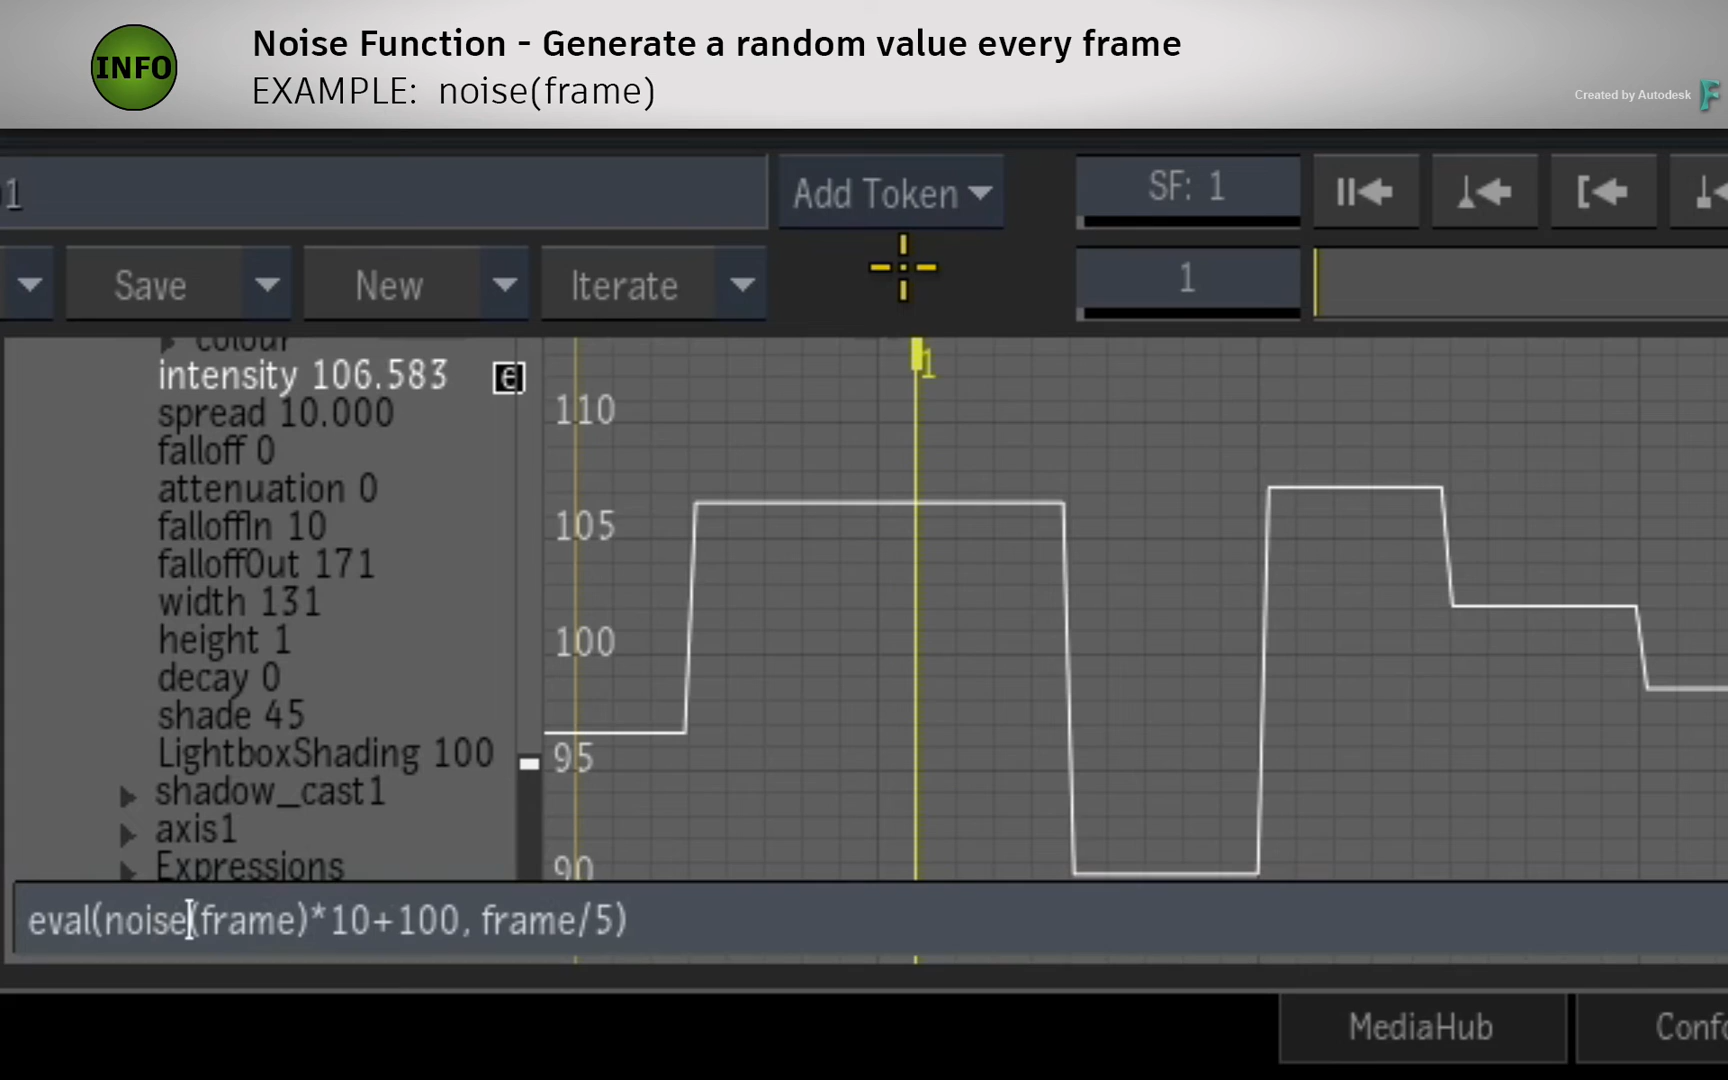 INFO
Noise Function - Generate a random value every frame
EXAMPLE: noise(frame)
Created by Autodesk
1
Add Token
SF: 1
Save
New
Iterate
1
colour
intensity 106.583
spread 10.000
falloff 0
attenuation 0
falloffIn 10
falloffOut 171
width 131
height 1
decay 0
shade 45
LightboxShading 100
shadow_cast1
axis1
Expressions
1
110
105
100
95
90
eval(noise(frame)*10+100, frame/5)
MediaHub
Confo